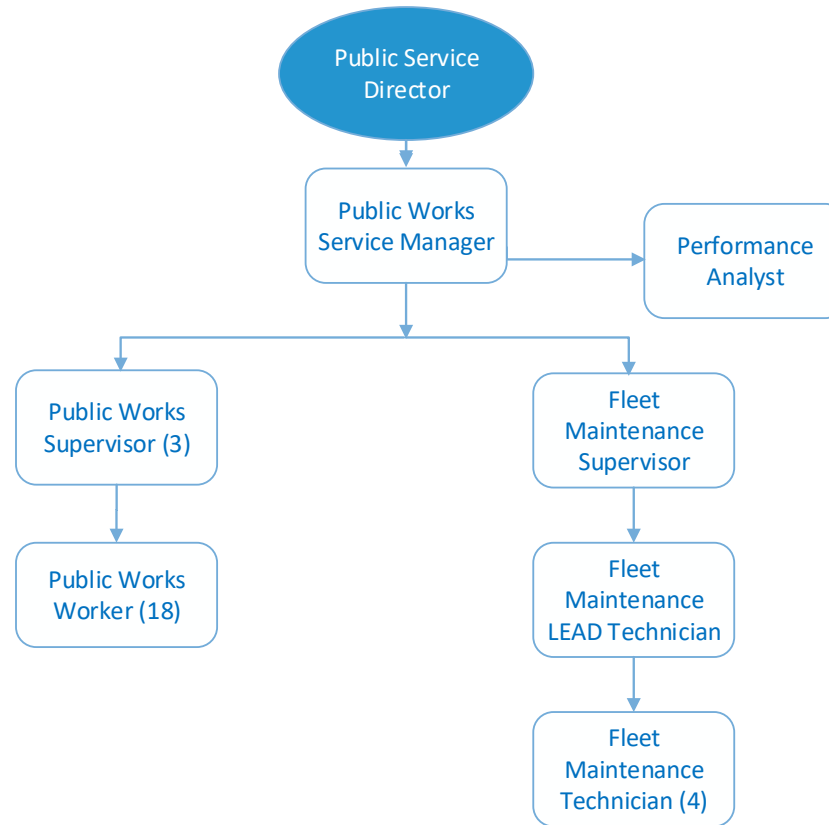 Public Service
Director
Public Works
Service Manager
Performance
Analyst
Public Works
Supervisor (3)
Fleet
Maintenance
Supervisor
Public Works
Worker (18)
Fleet
Maintenance
LEAD Technician
Fleet
Maintenance
Technician (4)